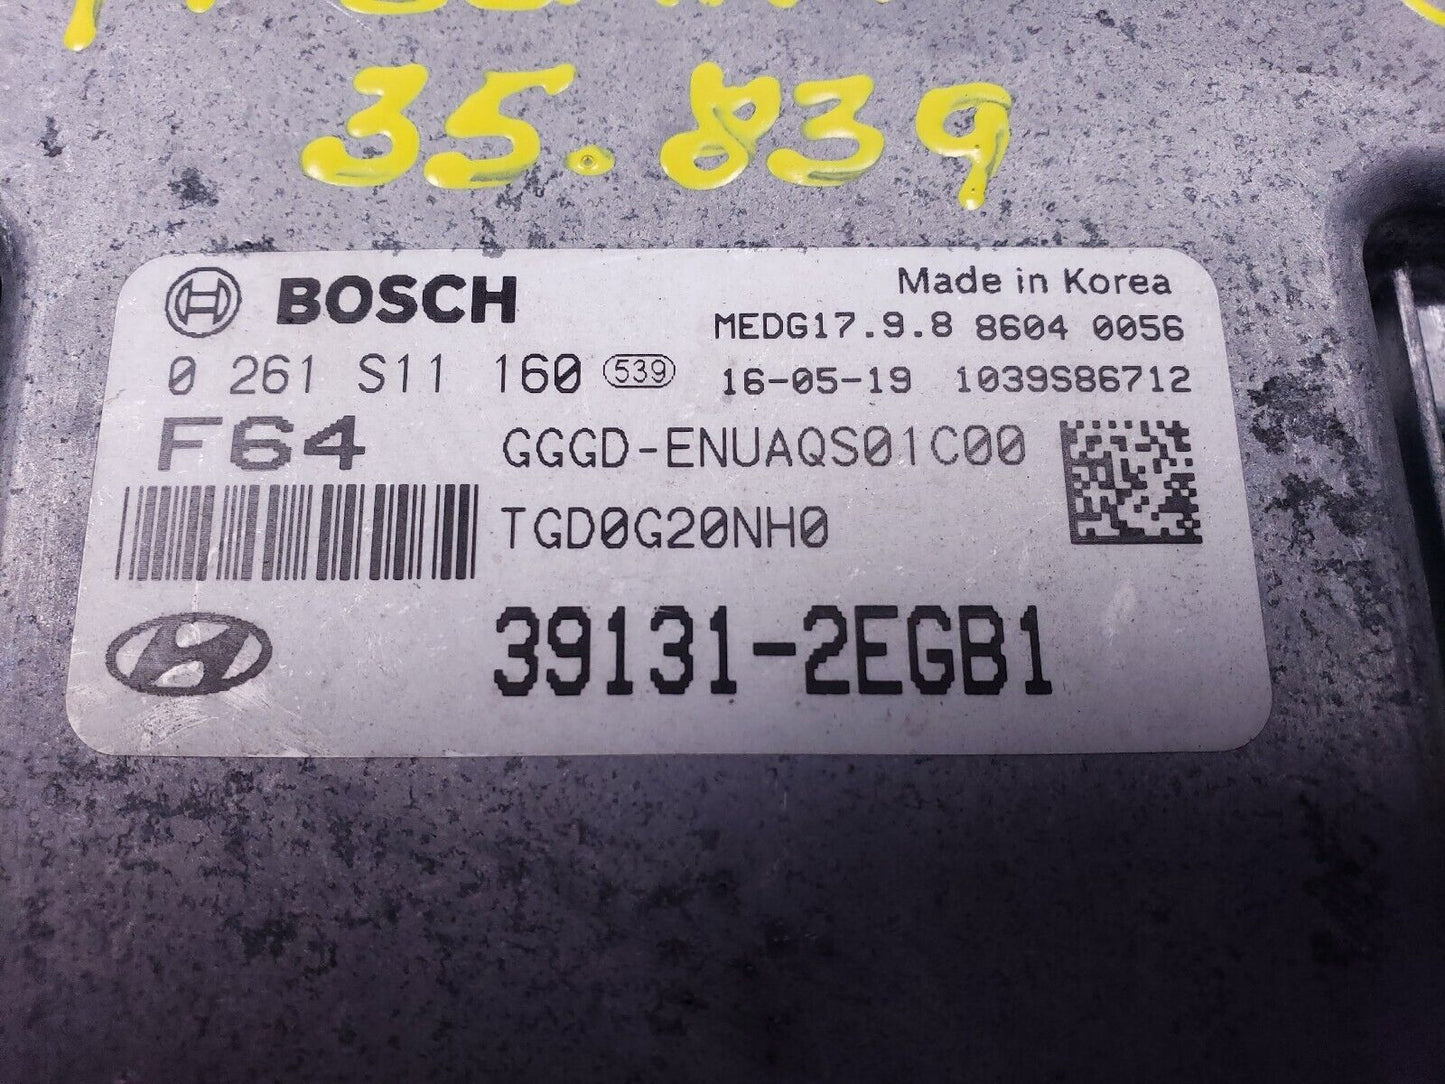 35.839
BOSCH
Made in Korea
MEDG17.9.8 8604 0056
0 261 S11 160 539
16-05-19 1039S86712
F64
GGGD-ENUAQS01C00
TGD0G20NH0
39131-2EGB1